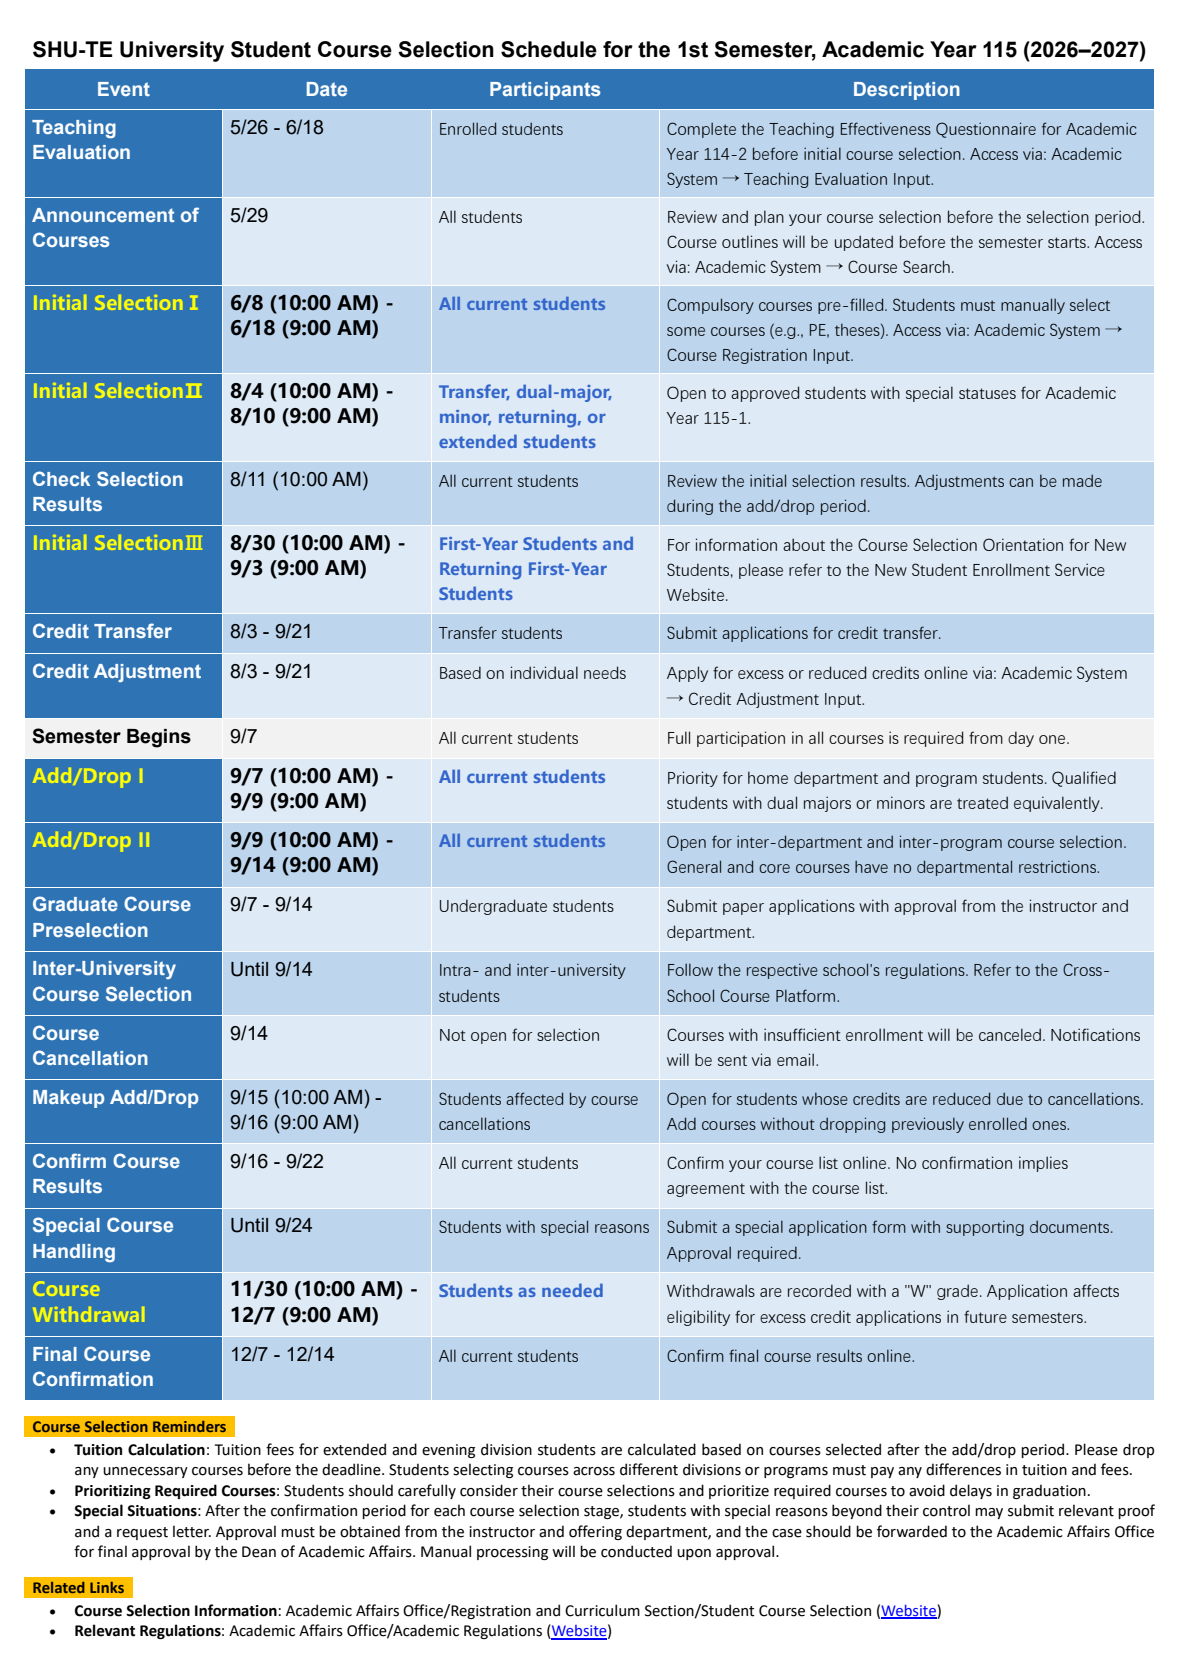 SHU-TE University Student Course Selection Schedule for the 1st Semester, Academic Year 115 (2026–2027)
Event Date Participants Description
Teaching Evaluation
5/26 - 6/18
Enrolled students
Complete the Teaching Effectiveness Questionnaire for Academic
Year 114-2 before initial course selection. Access via: Academic
System → Teaching Evaluation Input.
Announcement of
Courses
5/29
All students
Review and plan your course selection before the selection period.
Course outlines will be updated before the semester starts. Access
via: Academic System → Course Search.
Initial Selection Ⅰ
6/8 (10:00 AM) -
6/18 (9:00 AM)
All current students
Compulsory courses pre-filled. Students must manually select
some courses (e.g., PE, theses). Access via: Academic System →
Course Registration Input.
Initial SelectionⅡ
8/4 (10:00 AM) -
8/10 (9:00 AM)
Transfer, dual-major,
minor, returning, or
extended students
Open to approved students with special statuses for Academic
Year 115-1.
Check Selection
Results
8/11 (10:00 AM)
All current students
Review the initial selection results. Adjustments can be made
during the add/drop period.
Initial SelectionⅢ
8/30 (10:00 AM) -
9/3 (9:00 AM)
First-Year Students and
Returning First-Year
Students
For information about the Course Selection Orientation for New
Students, please refer to the New Student Enrollment Service
Website.
Credit Transfer
8/3 - 9/21
Transfer students
Submit applications for credit transfer.
Credit Adjustment
8/3 - 9/21
Based on individual needs
Apply for excess or reduced credits online via: Academic System
→ Credit Adjustment Input.
Semester Begins
9/7
All current students
Full participation in all courses is required from day one.
Add/Drop I
9/7 (10:00 AM) -
9/9 (9:00 AM)
All current students
Priority for home department and program students. Qualified
students with dual majors or minors are treated equivalently.
Add/Drop II
9/9 (10:00 AM) -
9/14 (9:00 AM)
All current students
Open for inter-department and inter-program course selection.
General and core courses have no departmental restrictions.
Graduate Course
Preselection
9/7 - 9/14
Undergraduate students
Submit paper applications with approval from the instructor and
department.
Inter-University
Course Selection
Until 9/14
Intra- and inter-university
students
Follow the respective school's regulations. Refer to the Cross-
School Course Platform.
Course
Cancellation
9/14
Not open for selection
Courses with insufficient enrollment will be canceled. Notifications
will be sent via email.
Makeup Add/Drop
9/15 (10:00 AM) -
9/16 (9:00 AM)
Students affected by course
cancellations
Open for students whose credits are reduced due to cancellations.
Add courses without dropping previously enrolled ones.
Confirm Course
Results
9/16 - 9/22
All current students
Confirm your course list online. No confirmation implies
agreement with the course list.
Special Course
Handling
Until 9/24
Students with special reasons
Submit a special application form with supporting documents.
Approval required.
Course
Withdrawal
11/30 (10:00 AM) -
12/7 (9:00 AM)
Students as needed
Withdrawals are recorded with a "W" grade. Application affects
eligibility for excess credit applications in future semesters.
Final Course
Confirmation
12/7 - 12/14
All current students
Confirm final course results online.
Course Selection Reminders
• Tuition Calculation: Tuition fees for extended and evening division students are calculated based on courses selected after the add/drop period. Please drop
any unnecessary courses before the deadline. Students selecting courses across different divisions or programs must pay any differences in tuition and fees.
• Prioritizing Required Courses: Students should carefully consider their course selections and prioritize required courses to avoid delays in graduation.
• Special Situations: After the confirmation period for each course selection stage, students with special reasons beyond their control may submit relevant proof
and a request letter. Approval must be obtained from the instructor and offering department, and the case should be forwarded to the Academic Affairs Office
for final approval by the Dean of Academic Affairs. Manual processing will be conducted upon approval.
Related Links
• Course Selection Information: Academic Affairs Office/Registration and Curriculum Section/Student Course Selection (Website)
• Relevant Regulations: Academic Affairs Office/Academic Regulations (Website)